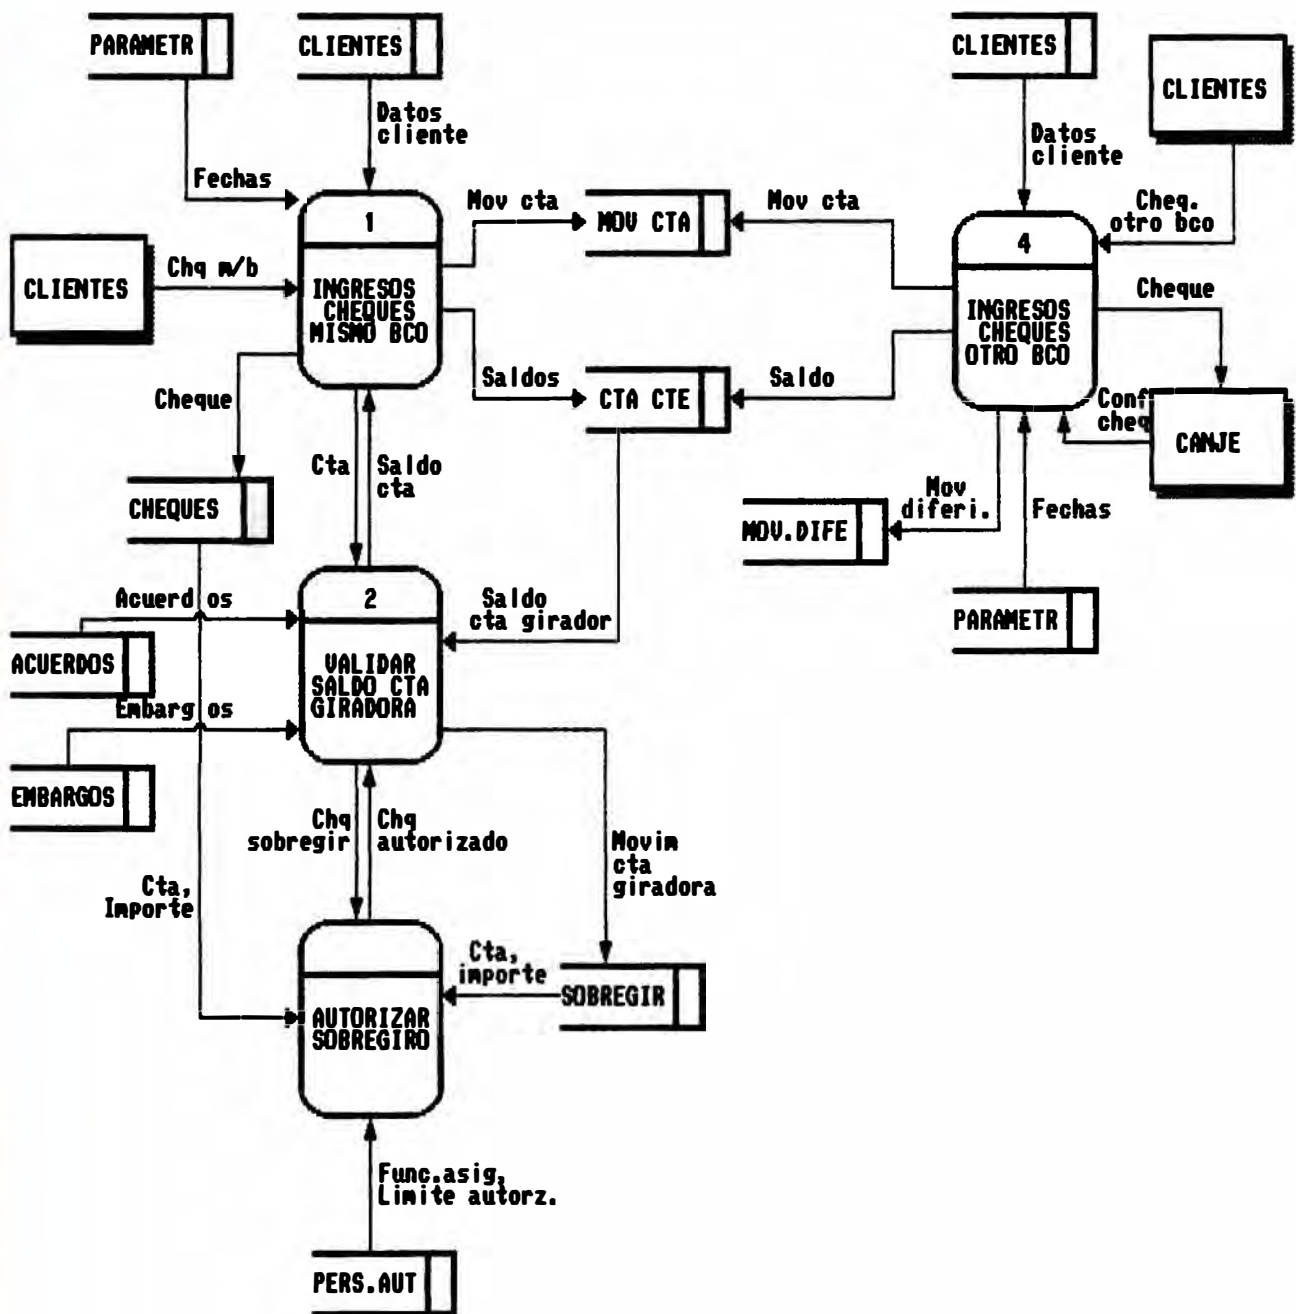 PARAMETR
CLIENTES
CLIENTES
CLIENTES
Datos
cliente
Datos
cliente
Fechas
Mov cta
MOV CTA
Mov cta
Cheq.
otro bco
1
4
CLIENTES
Chq m/b
INGRESOS
CHEQUES
MISMO BCO
INGRESOS
CHEQUES
OTRO BCO
Cheque
Cheque
Saldos
CTA CTE
Saldo
Conf
cheq
CANJE
Cta
Saldo
cta
CHEQUES
Mov
diferi.
MOV.DIFE
Fechas
Acuerdos
2
Saldo
cta girador
PARAMETR
ACUERDOS
VALIDAR
SALDO CTA
GIRADORA
Embargos
EMBARGOS
Chq
sobregir
Chq
autorizado
Movim
cta
giradora
Cta,
Importe
Cta,
importe
SOBREGIR
AUTORIZAR
SOBREGIRO
Func.asig,
Limite autorz.
PERS.AUT